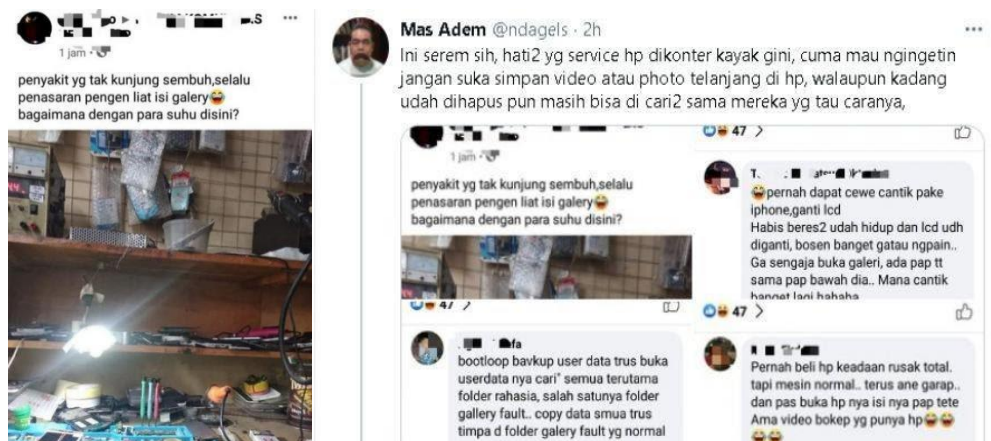 1 jam
penyakit yg tak kunjung sembuh,selalu
penasaran pengen liat isi galery😂
bagaimana dengan para suhu disini?
Mas Adem @ndagels · 2h
Ini serem sih, hati2 yg service hp dikonter kayak gini, cuma mau ngingetin
jangan suka simpan video atau photo telanjang di hp, walaupun kadang
udah dihapus pun masih bisa di cari2 sama mereka yg tau caranya,
1 jam
penyakit yg tak kunjung sembuh,selalu
penasaran pengen liat isi galery😂
bagaimana dengan para suhu disini?
47
bootloop bavkup user data trus buka
userdata nya cari" semua terutama
folder rahasia, salah satunya folder
gallery fault.. copy data smua trus
timpa d folder galery fault yg normal
47
😂pernah dapat cewe cantik pake
iphone,ganti lcd
Habis beres2 udah hidup dan lcd udh
diganti, bosen banget gatau ngpain..
Ga sengaja buka galeri, ada pap tt
sama pap bawah dia.. Mana cantik
banget lagi hahaha
47
Pernah beli hp keadaan rusak total.
tapi mesin normal.. terus ane garap..
dan pas buka hp nya isi nya pap tete
Ama video bokep yg punya hp😂😂
😂😂